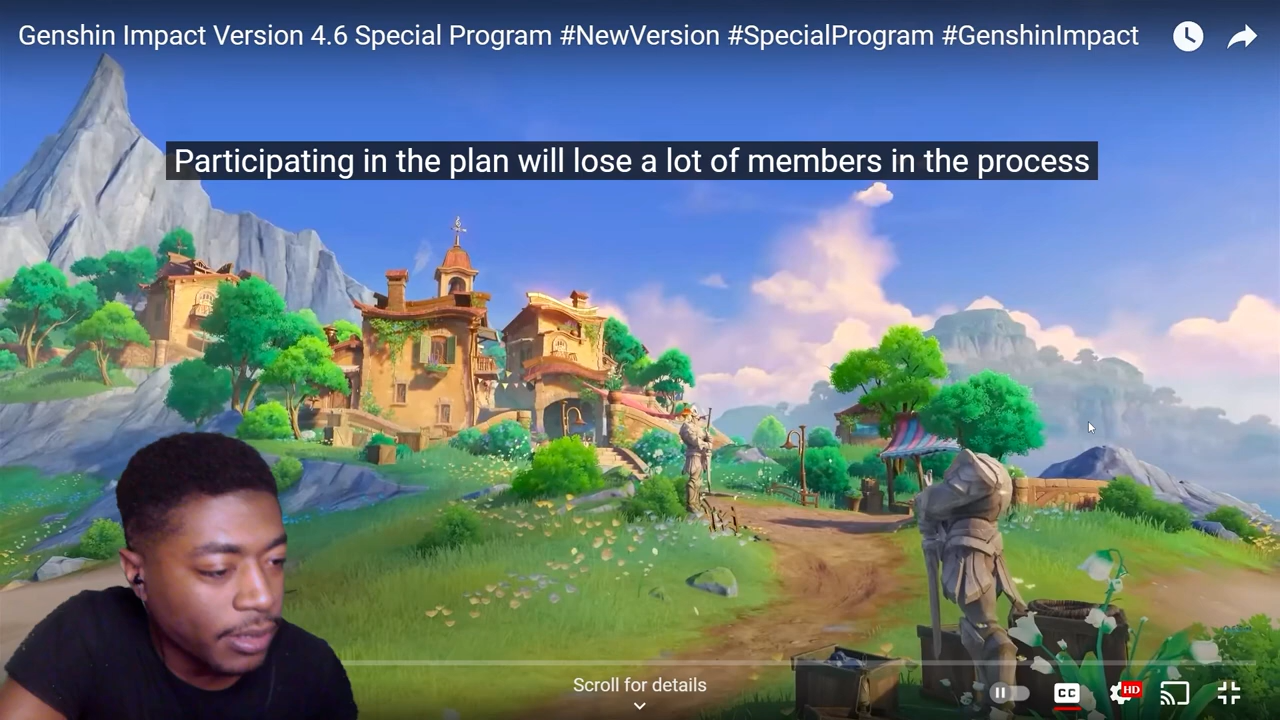 Genshin Impact Version 4.6 Special Program #NewVersion #SpecialProgram #GenshinImpact
Participating in the plan will lose a lot of members in the process
Scroll for details
CC
HD